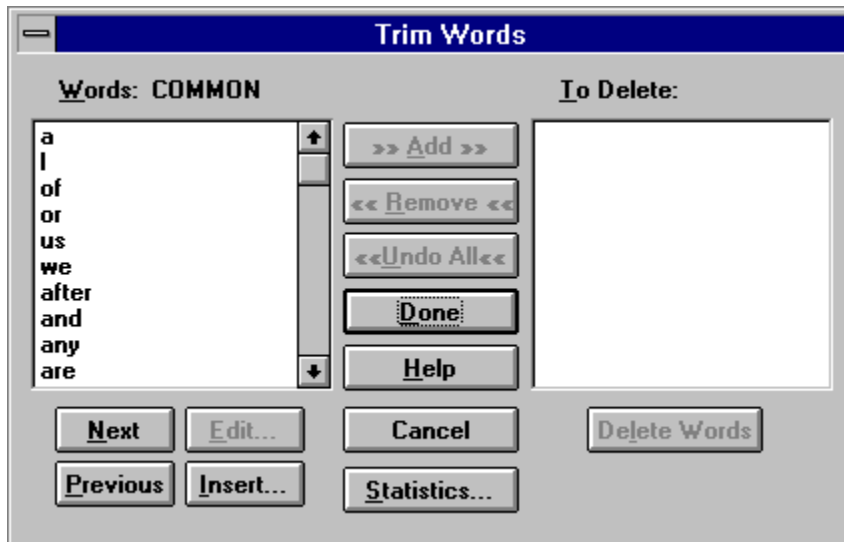 Trim Words
Words: COMMON
To Delete:
a
I
of
or
us
we
after
and
any
are
>> Add >>
<< Remove <<
<<Undo All<<
Done
Help
Cancel
Statistics...
Next
Edit...
Previous
Insert...
Delete Words